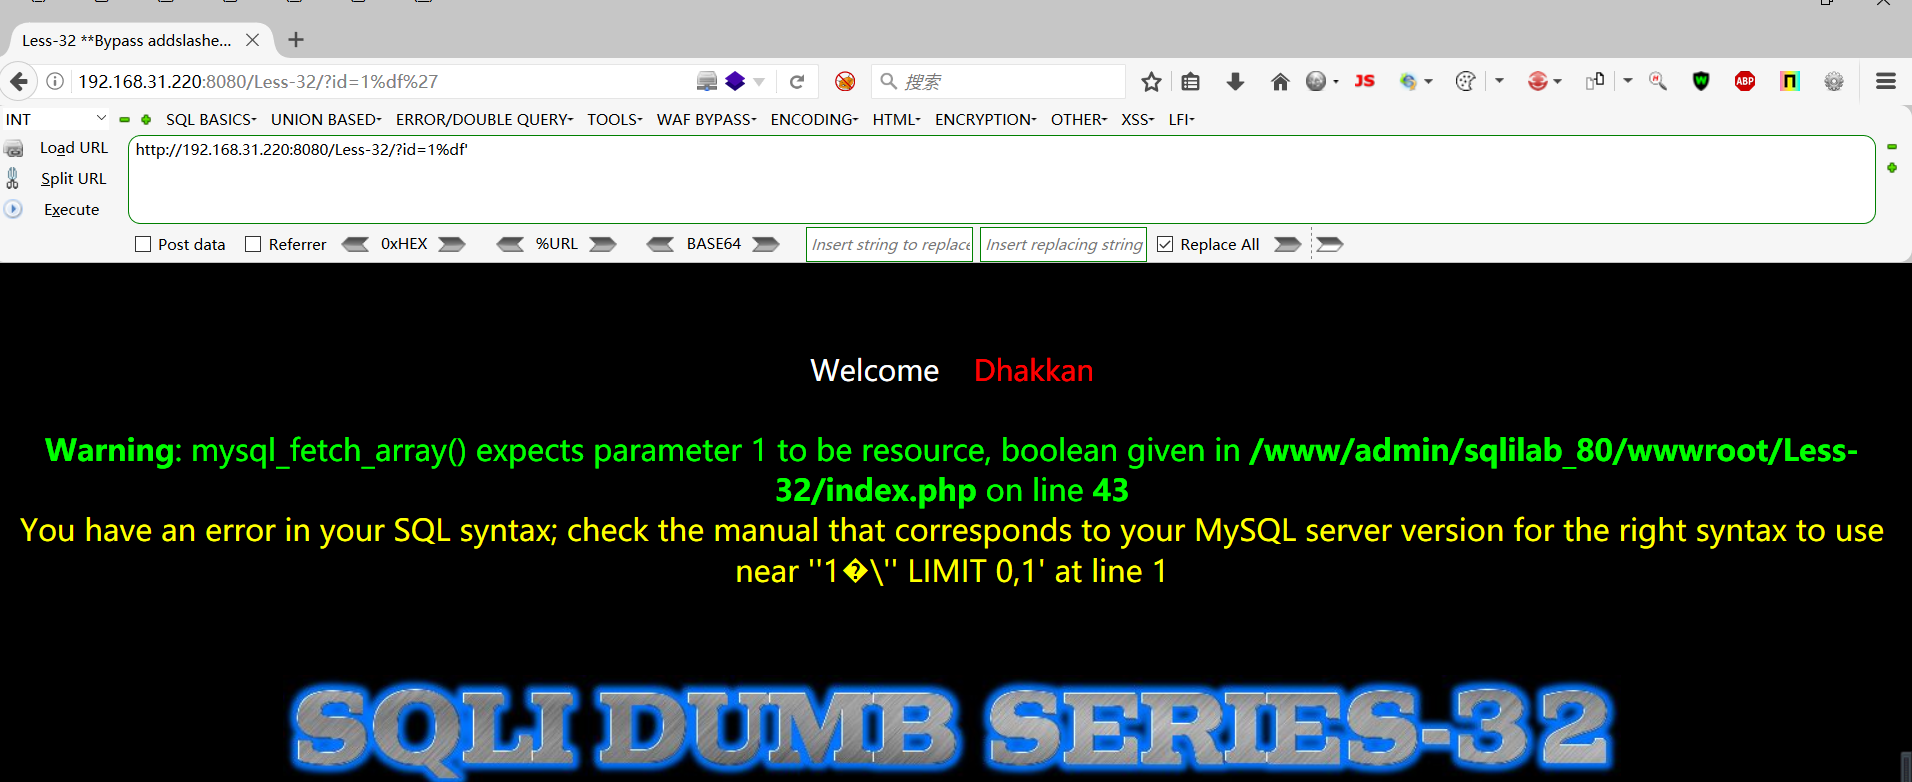 Less-32 **Bypass addslashe...
192.168.31.220:8080/Less-32/?id=1%df%27
搜索
JS
ABP
INT SQL BASICS UNION BASED ERROR/DOUBLE QUERY TOOLS WAF BYPASS ENCODING HTML ENCRYPTION OTHER XSS LFI
Load URL http://192.168.31.220:8080/Less-32/?id=1%df'
Split URL
Execute
Post data Referrer 0xHEX %URL BASE64 Insert string to replace Insert replacing string Replace All
Welcome Dhakkan
Warning: mysql_fetch_array() expects parameter 1 to be resource, boolean given in /www/admin/sqlilab_80/wwwroot/Less-
32/index.php on line 43
You have an error in your SQL syntax; check the manual that corresponds to your MySQL server version for the right syntax to use
near ''1�\'' LIMIT 0,1' at line 1
SQLI DUMB SERIES-32